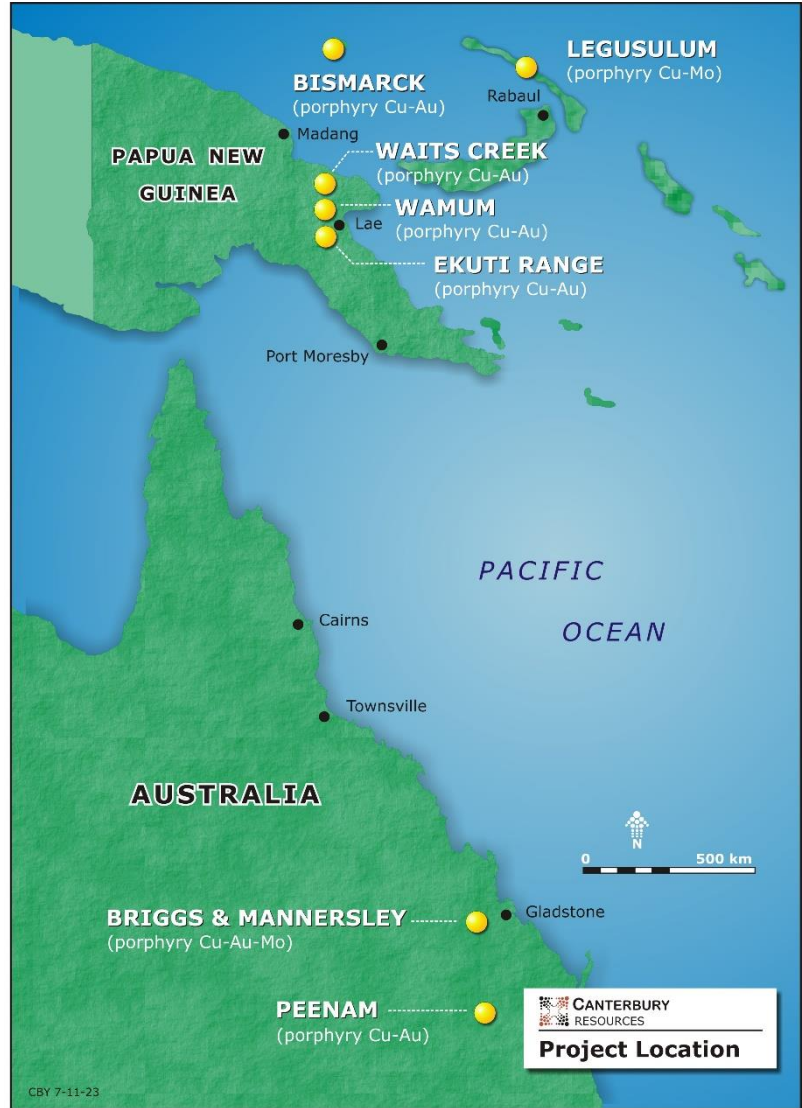 LEGUSULUM
(porphyry Cu-Mo)
BISMARCK
(porphyry Cu-Au)
Rabaul
Madang
PAPUA NEW
GUINEA
WAITS CREEK
(porphyry Cu-Au)
WAMUM
(porphyry Cu-Au)
Lae
EKUTI RANGE
(porphyry Cu-Au)
Port Moresby
PACIFIC
OCEAN
Cairns
Townsville
AUSTRALIA
N
0 500 km
BRIGGS & MANNERSLEY
(porphyry Cu-Au-Mo)
Gladstone
PEENAM
(porphyry Cu-Au)
CANTERBURY
RESOURCES
Project Location
CBY 7-11-23